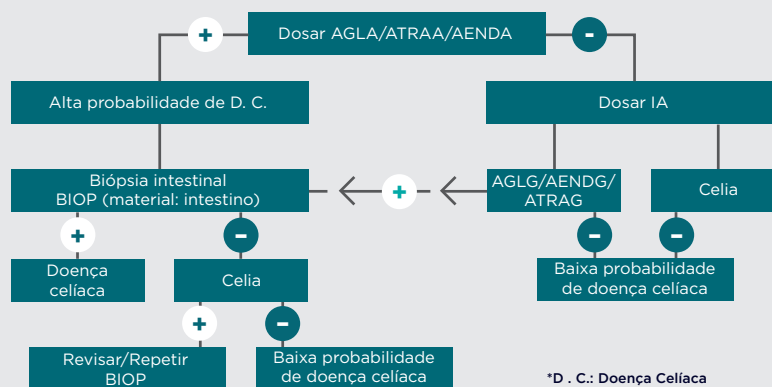 Dosar AGLA/ATRAA/AENDA
+
-
Alta probabilidade de D. C.
Dosar IA
Biópsia intestinal
BIOP (material: intestino)
+
AGLG/AENDG/
ATRAG
Celia
+
-
-
-
Doença
celíaca
Celia
Baixa probabilidade
de doença celíaca
+
-
Revisar/Repetir
BIOP
Baixa probabilidade
de doença celíaca
*D . C.: Doença Celíaca